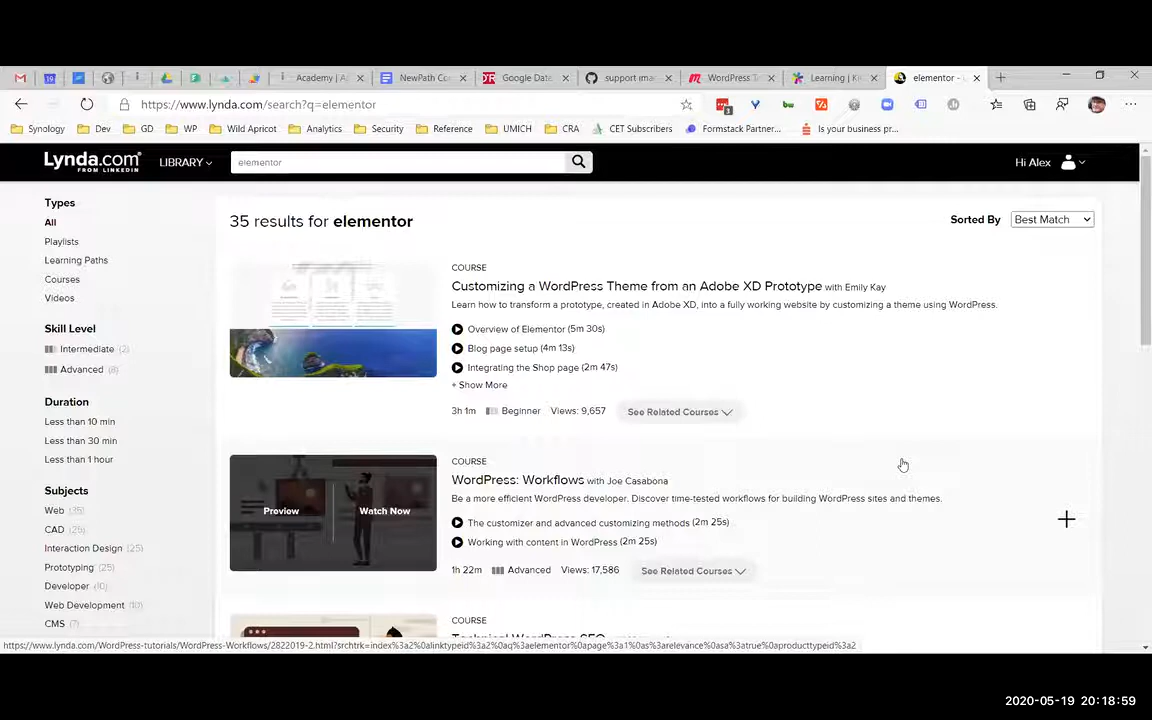 Academy | A
NewPath Co
Google Date
support ima
WordPress T
Learning | Ki
elementor -
https://www.lynda.com/search?q=elementor
Synology
Dev
GD
WP
Wild Apricot
Analytics
Security
Reference
UMICH
CRA
CET Subscribers
Formstack Partner...
Is your business pr...
Lynda.com
FROM LINKEDIN
LIBRARY
elementor
Hi Alex
Types
All
Playlists
Learning Paths
Courses
Videos
Skill Level
Intermediate (2)
Advanced (8)
Duration
Less than 10 min
Less than 30 min
Less than 1 hour
Subjects
Web (35)
CAD (25)
Interaction Design (25)
Prototyping (25)
Developer (10)
Web Development (10)
CMS (7)
35 results for elementor
Sorted By Best Match
COURSE
Customizing a WordPress Theme from an Adobe XD Prototype with Emily Kay
Learn how to transform a prototype, created in Adobe XD, into a fully working website by customizing a theme using WordPress.
Overview of Elementor (5m 30s)
Blog page setup (4m 13s)
Integrating the Shop page (2m 47s)
+ Show More
3h 1m Beginner Views: 9,657 See Related Courses
Preview Watch Now
COURSE
WordPress: Workflows with Joe Casabona
Be a more efficient WordPress developer. Discover time-tested workflows for building WordPress sites and themes.
The customizer and advanced customizing methods (2m 25s)
Working with content in WordPress (2m 25s)
1h 22m Advanced Views: 17,586 See Related Courses
COURSE
Technical WordPress SEO
https://www.lynda.com/WordPress-tutorials/WordPress-Workflows/2822019-2.html?srchtrk=index%3a2%0alinktypeid%3a2%0aq%3aelementor%0apage%3a1%0as%3arelevance%0asa%3atrue%0aproducttypeid%3a2
2020-05-19 20:18:59